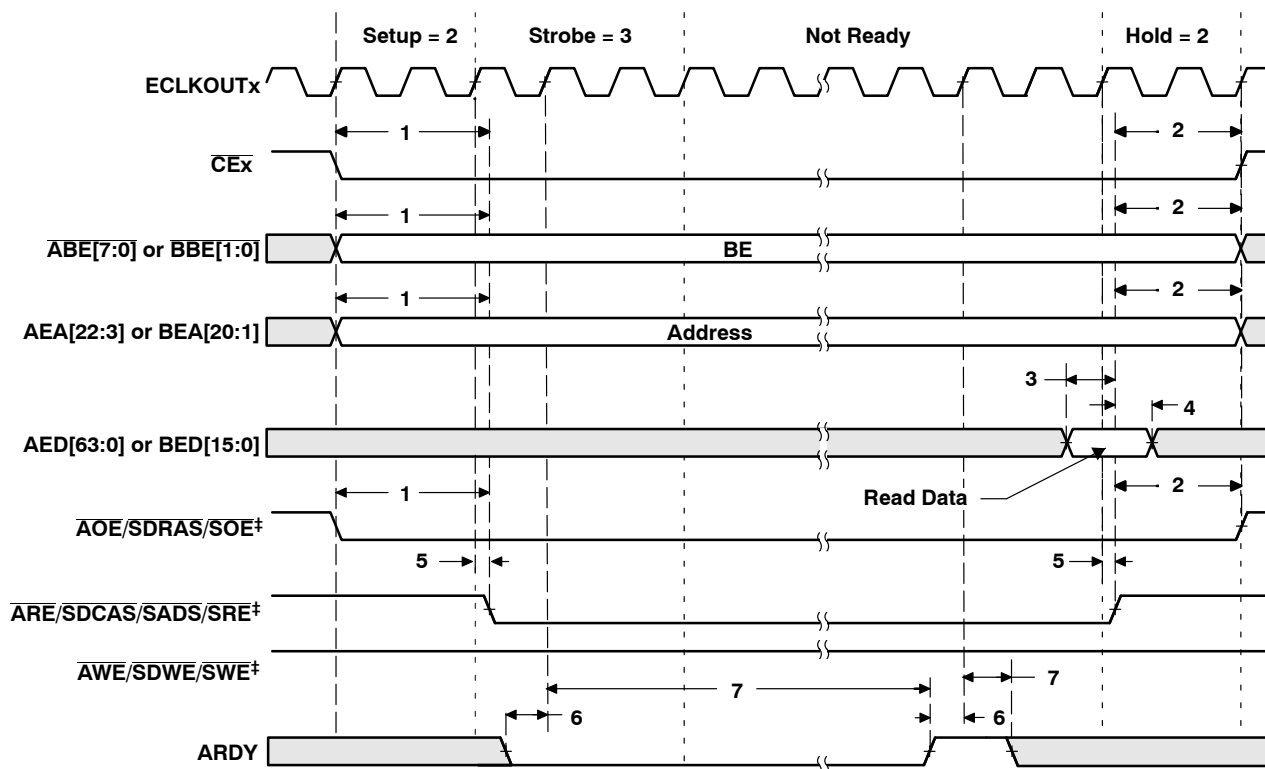 Setup = 2 Strobe = 3 Not Ready Hold = 2
ECLKOUTx
1 2
CEx
1 2
ABE[7:0] or BBE[1:0] BE
1 2
AEA[22:3] or BEA[20:1] Address
3
4
AED[63:0] or BED[15:0]
1 Read Data 2
AOE/SDRAS/SOE‡
5 5
ARE/SDCAS/SADS/SRE‡
AWE/SDWE/SWE‡
7 7
6 6
ARDY